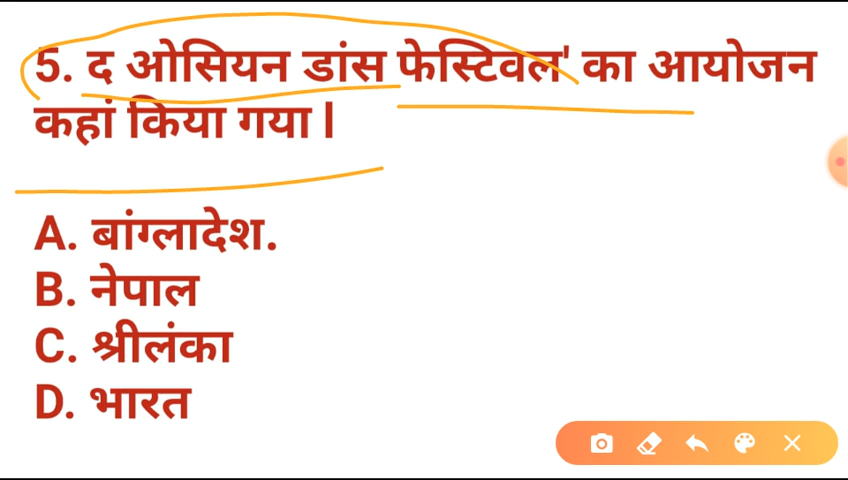 5. द ओसियन डांस फेस्टिवल' का आयोजन
कहां किया गया l
A. बांग्लादेश.
B. नेपाल
C. श्रीलंका
D. भारत